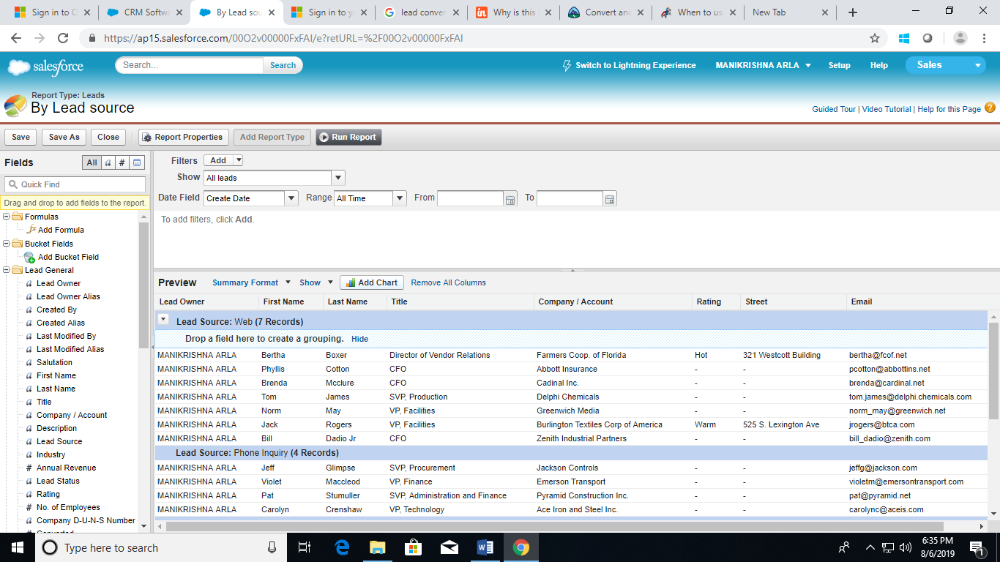 Sign in to C
CRM Softwa
By Lead sou
Sign in to yo
lead conver
Why is this
Convert and
When to us
New Tab
https://ap15.salesforce.com/00O2v00000FxFAl/e?retURL=%2F00O2v00000FxFAl
salesforce
Search...
Search
Switch to Lightning Experience
MANIKRISHNA ARLA
Setup
Help
Sales
Report Type: Leads
By Lead source
Guided Tour | Video Tutorial | Help for this Page
Save
Save As
Close
Report Properties
Add Report Type
Run Report
Fields
All
a
#
Quick Find
Drag and drop to add fields to the report.
Formulas
Add Formula
Bucket Fields
Add Bucket Field
Lead General
a Lead Owner
a Lead Owner Alias
a Created By
a Created Alias
a Last Modified By
a Last Modified Alias
a Salutation
a First Name
a Last Name
a Title
a Company / Account
a Description
a Lead Source
a Industry
# Annual Revenue
a Lead Status
a Rating
# No. of Employees
a Company D-U-N-S Number
Filters Add
Show All leads
Date Field Create Date Range All Time From To
To add filters, click Add.
Preview Summary Format Show Add Chart Remove All Columns
Lead Owner First Name Last Name Title Company / Account Rating Street Email
Lead Source: Web (7 Records)
Drop a field here to create a grouping. Hide
MANIKRISHNA ARLA Bertha Boxer Director of Vendor Relations Farmers Coop. of Florida Hot 321 Westcott Building bertha@fcof.net
MANIKRISHNA ARLA Phyllis Cotton CFO Abbott Insurance - - pcotton@abbottins.net
MANIKRISHNA ARLA Brenda Mcclure CFO Cadinal Inc. - - brenda@cardinal.net
MANIKRISHNA ARLA Tom James SVP, Production Delphi Chemicals - - tom.james@delphi.chemicals.com
MANIKRISHNA ARLA Norm May VP, Facilities Greenwich Media - - norm_may@greenwich.net
MANIKRISHNA ARLA Jack Rogers VP, Facilities Burlington Textiles Corp of America Warm 525 S. Lexington Ave jrogers@btca.com
MANIKRISHNA ARLA Bill Dadio Jr CFO Zenith Industrial Partners - - bill_dadio@zenith.com
Lead Source: Phone Inquiry (4 Records)
MANIKRISHNA ARLA Jeff Glimpse SVP, Procurement Jackson Controls - - jeffg@jackson.com
MANIKRISHNA ARLA Violet Maccleod VP, Finance Emerson Transport - - violetm@emersontransport.com
MANIKRISHNA ARLA Pat Stumuller SVP, Administration and Finance Pyramid Construction Inc. - - pat@pyramid.net
MANIKRISHNA ARLA Carolyn Crenshaw VP, Technology Ace Iron and Steel Inc. - - carolync@aceis.com
Type here to search
6:35 PM
8/6/2019
1